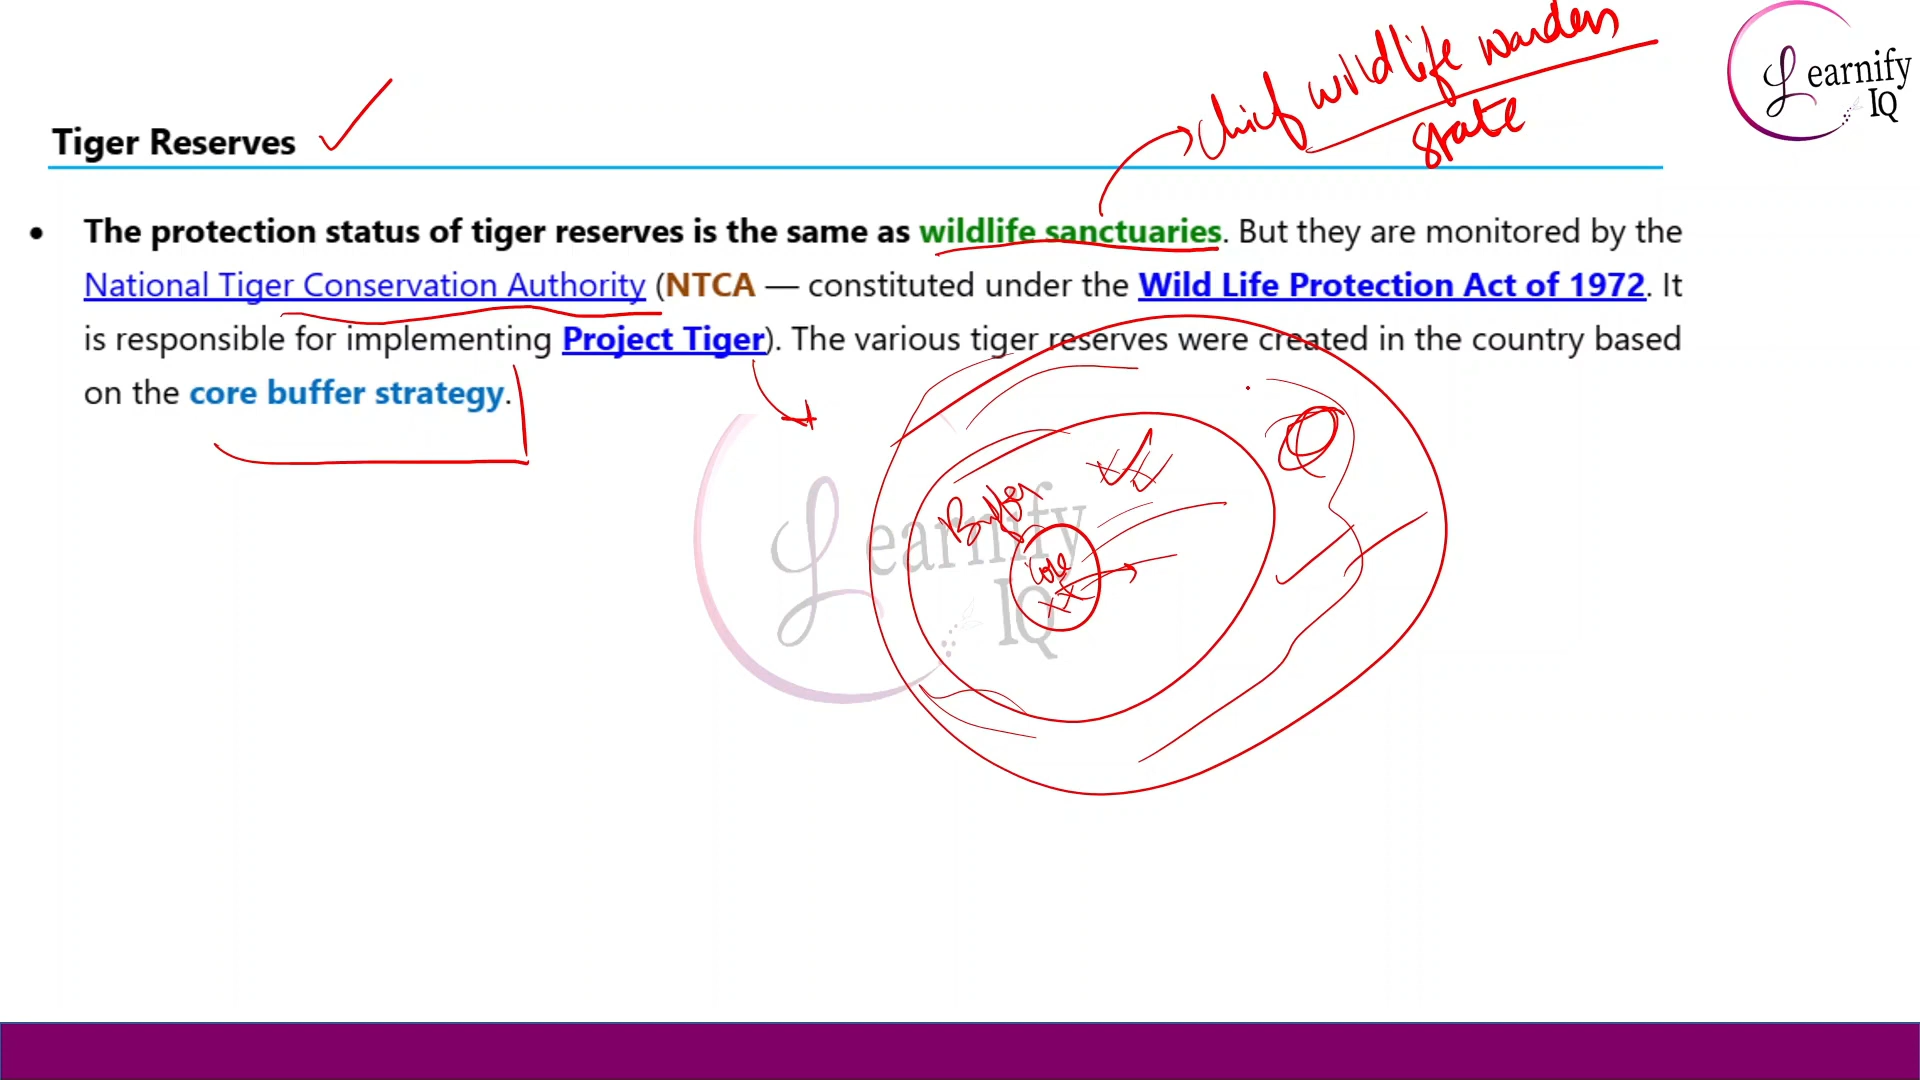 chief wildlife warden
state
Learnify
IQ
Tiger Reserves
• The protection status of tiger reserves is the same as wildlife sanctuaries. But they are monitored by the
National Tiger Conservation Authority (NTCA — constituted under the Wild Life Protection Act of 1972. It
is responsible for implementing Project Tiger). The various tiger reserves were created in the country based
on the core buffer strategy.
Buffer
Core
Learnify
IQ